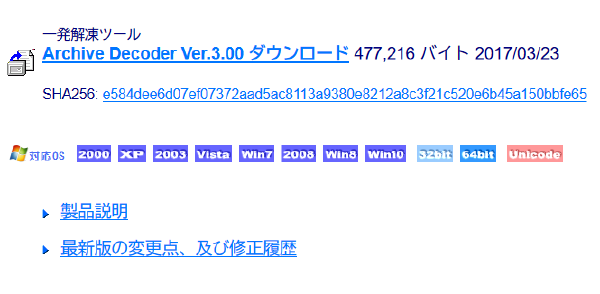 一発解凍ツール
Archive Decoder Ver.3.00 ダウンロード 477,216 バイト 2017/03/23
SHA256: e584dee6d07ef07372aad5ac8113a9380e8212a8c3f21c520e6b45a150bbfe65
対応OS 2000 XP 2003 Vista Win7 2008 Win8 Win10 32bit 64bit Unicode
製品説明
最新版の変更点、及び修正履歴